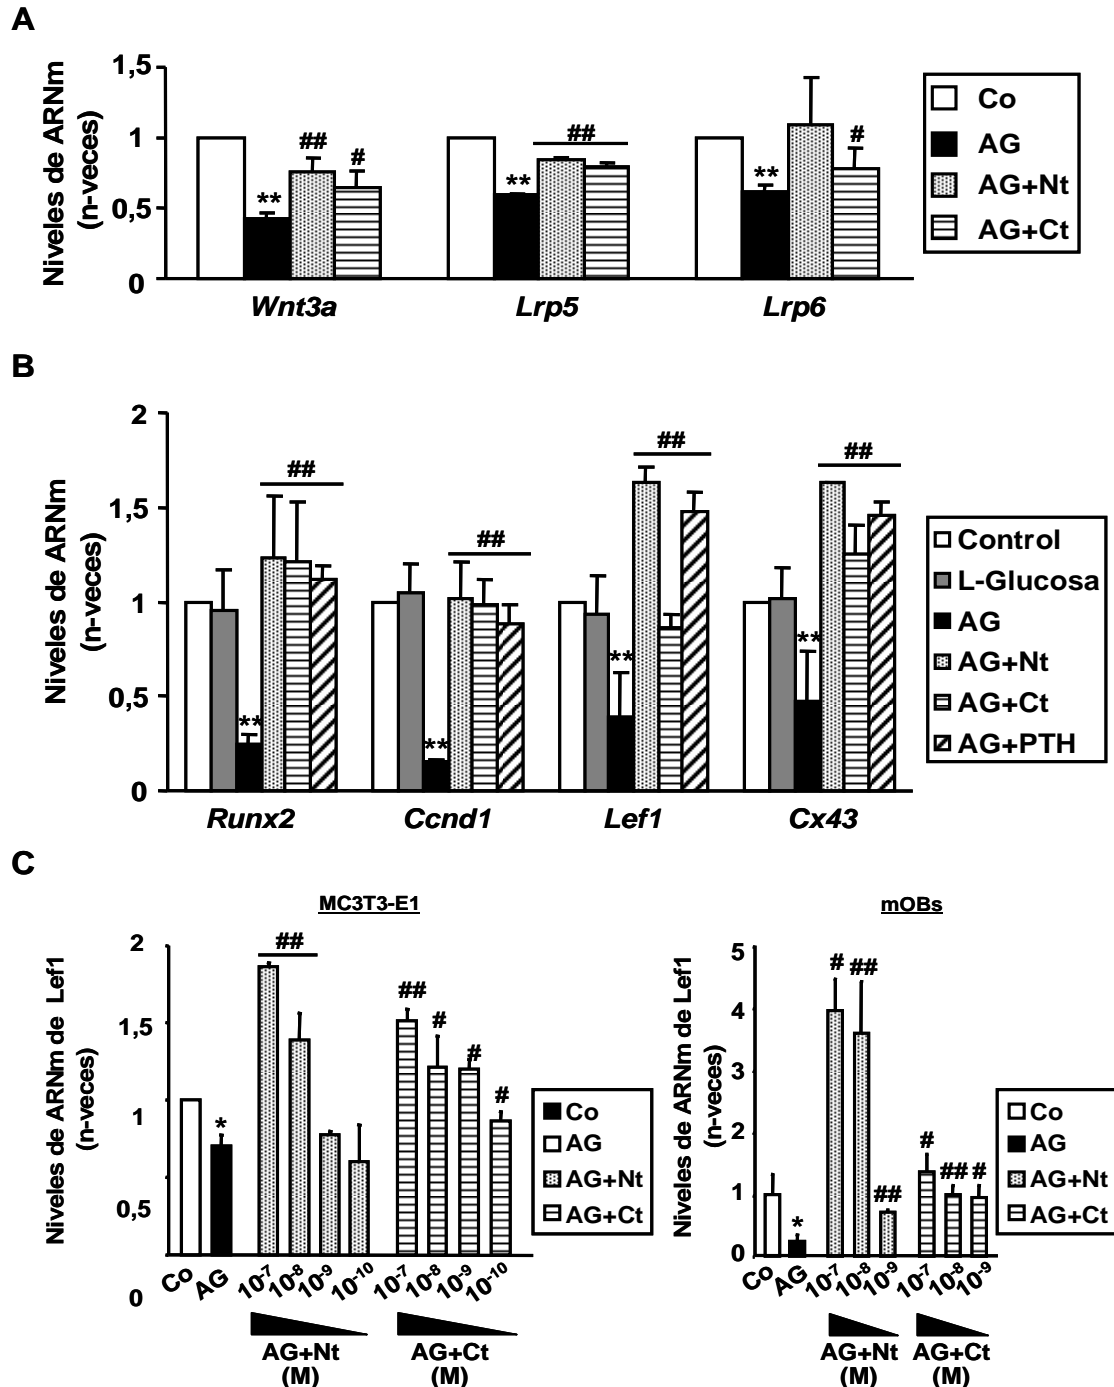 A
Niveles de ARNm
(n-veces)
1,5
1
0,5
0
** ## #
** ##
** #
Wnt3a Lrp5 Lrp6
Co
AG
AG+Nt
AG+Ct
B
Niveles de ARNm
(n-veces)
2
1,5
1
0,5
0
** ##
** ##
** ##
** ##
Runx2 Ccnd1 Lef1 Cx43
Control
L-Glucosa
AG
AG+Nt
AG+Ct
AG+PTH
C
MC3T3-E1
Niveles de ARNm de Lef1
(n-veces)
2
1,5
1
0,5
0
* ## ## # # #
Co AG 10-7 10-8 10-9 10-10 10-7 10-8 10-9 10-10
AG+Nt
(M)
AG+Ct
(M)
Co
AG
AG+Nt
AG+Ct
mOBs
Niveles de ARNm de Lef1
(n-veces)
5
4
2
1
0
* # ## ## # ## #
Co AG 10-7 10-8 10-9 10-7 10-8 10-9
AG+Nt
(M)
AG+Ct
(M)
Co
AG
AG+Nt
AG+Ct